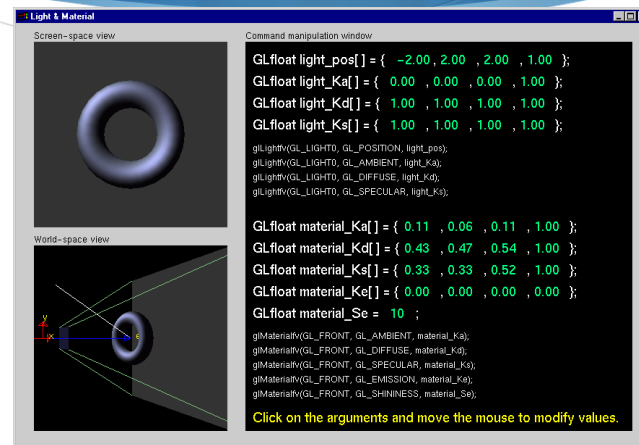 Light & Material
Screen-space view
Command manipulation window
GLfloat light_pos[ ] = { -2.00 , 2.00 , 2.00 , 1.00 };
GLfloat light_Ka[ ] = { 0.00 , 0.00 , 0.00 , 1.00 };
GLfloat light_Kd[ ] = { 1.00 , 1.00 , 1.00 , 1.00 };
GLfloat light_Ks[ ] = { 1.00 , 1.00 , 1.00 , 1.00 };
glLightfv(GL_LIGHT0, GL_POSITION, light_pos);
glLightfv(GL_LIGHT0, GL_AMBIENT, light_Ka);
glLightfv(GL_LIGHT0, GL_DIFFUSE, light_Kd);
glLightfv(GL_LIGHT0, GL_SPECULAR, light_Ks);
World-space view
y
x
e
GLfloat material_Ka[ ] = { 0.11 , 0.06 , 0.11 , 1.00 };
GLfloat material_Kd[ ] = { 0.43 , 0.47 , 0.54 , 1.00 };
GLfloat material_Ks[ ] = { 0.33 , 0.33 , 0.52 , 1.00 };
GLfloat material_Ke[ ] = { 0.00 , 0.00 , 0.00 , 0.00 };
GLfloat material_Se = 10 ;
glMaterialfv(GL_FRONT, GL_AMBIENT, material_Ka);
glMaterialfv(GL_FRONT, GL_DIFFUSE, material_Kd);
glMaterialfv(GL_FRONT, GL_SPECULAR, material_Ks);
glMaterialfv(GL_FRONT, GL_EMISSION, material_Ke);
glMaterialfv(GL_FRONT, GL_SHININESS, material_Se);
Click on the arguments and move the mouse to modify values.